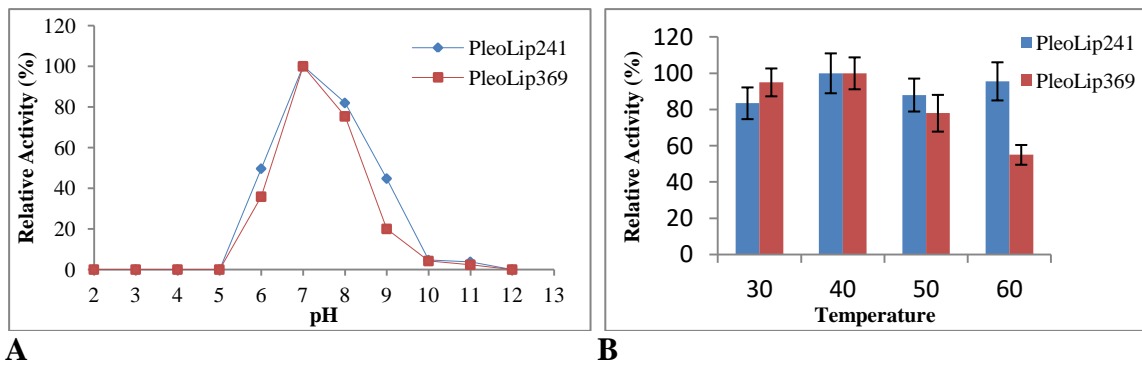 120
100
80
60
40
20
0
Relative Activity (%)
PleoLip241
PleoLip369
2 3 4 5 6 7 8 9 10 11 12 13
pH
A
120
100
80
60
40
20
0
Relative Activity (%)
PleoLip241
PleoLip369
30 40 50 60
Temperature
B